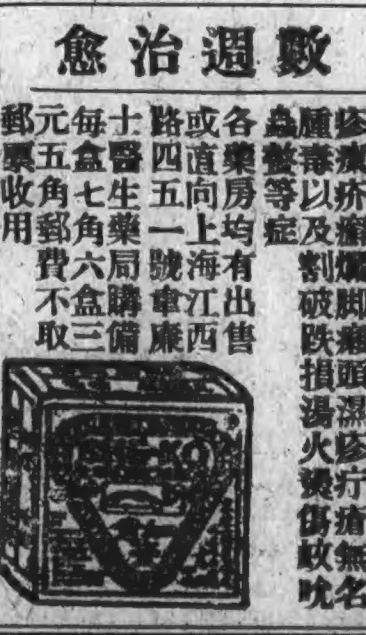 數週治愈
疹疥癬爛脚癩頭濕疹疔瘡無名
腫毒以及割破跌損湯火燙傷蚊吮
蟲螫等症
各藥房均有出售
或直向上海江西
路四五一號韋廉
士醫生藥局購備
每盒七角六盒三
元五角郵費不取
郵票收用